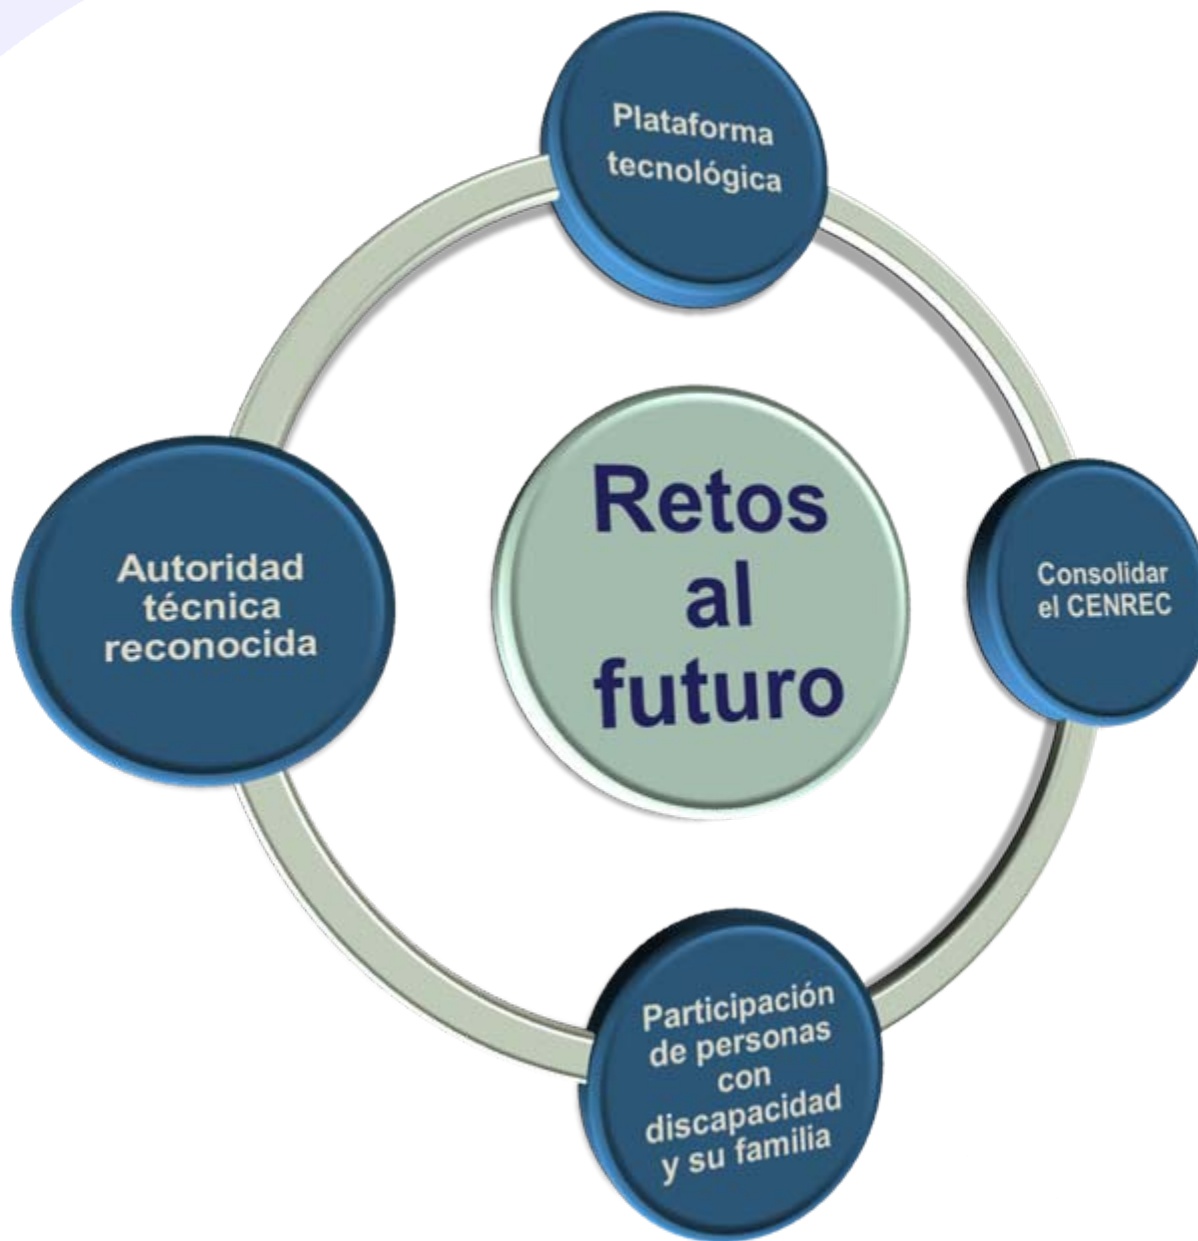 Plataforma
tecnológica
Retos
al
futuro
Consolidar
el CENREC
Autoridad
técnica
reconocida
Participación
de personas
con
discapacidad
y su familia